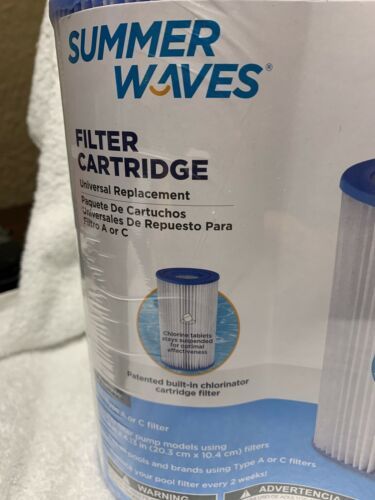 SUMMER
WAVES®
FILTER
CARTRIDGE
Universal Replacement
Paquete De Cartuchos
Universales De Repuesto Para
Filtro A or C
Chlorine tablets
stays suspended
for optimal
effectiveness
Patented built-in chlorinator
cartridge filter
A or C filter
pump models using
(20.3 cm x 10.4 cm) filters
pools and brands using Type A or C filters
your pool filter every 2 weeks!
WARNING
ADVERTENCI